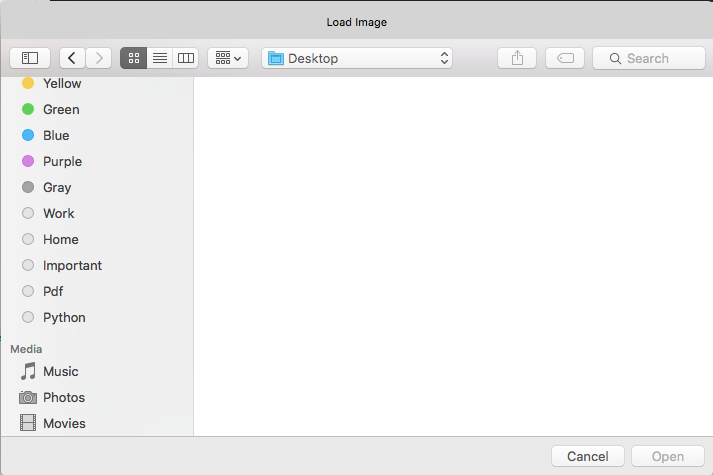 Load Image
Desktop
Search
Yellow
Green
Blue
Purple
Gray
Work
Home
Important
Pdf
Python
Media
Music
Photos
Movies
Cancel
Open